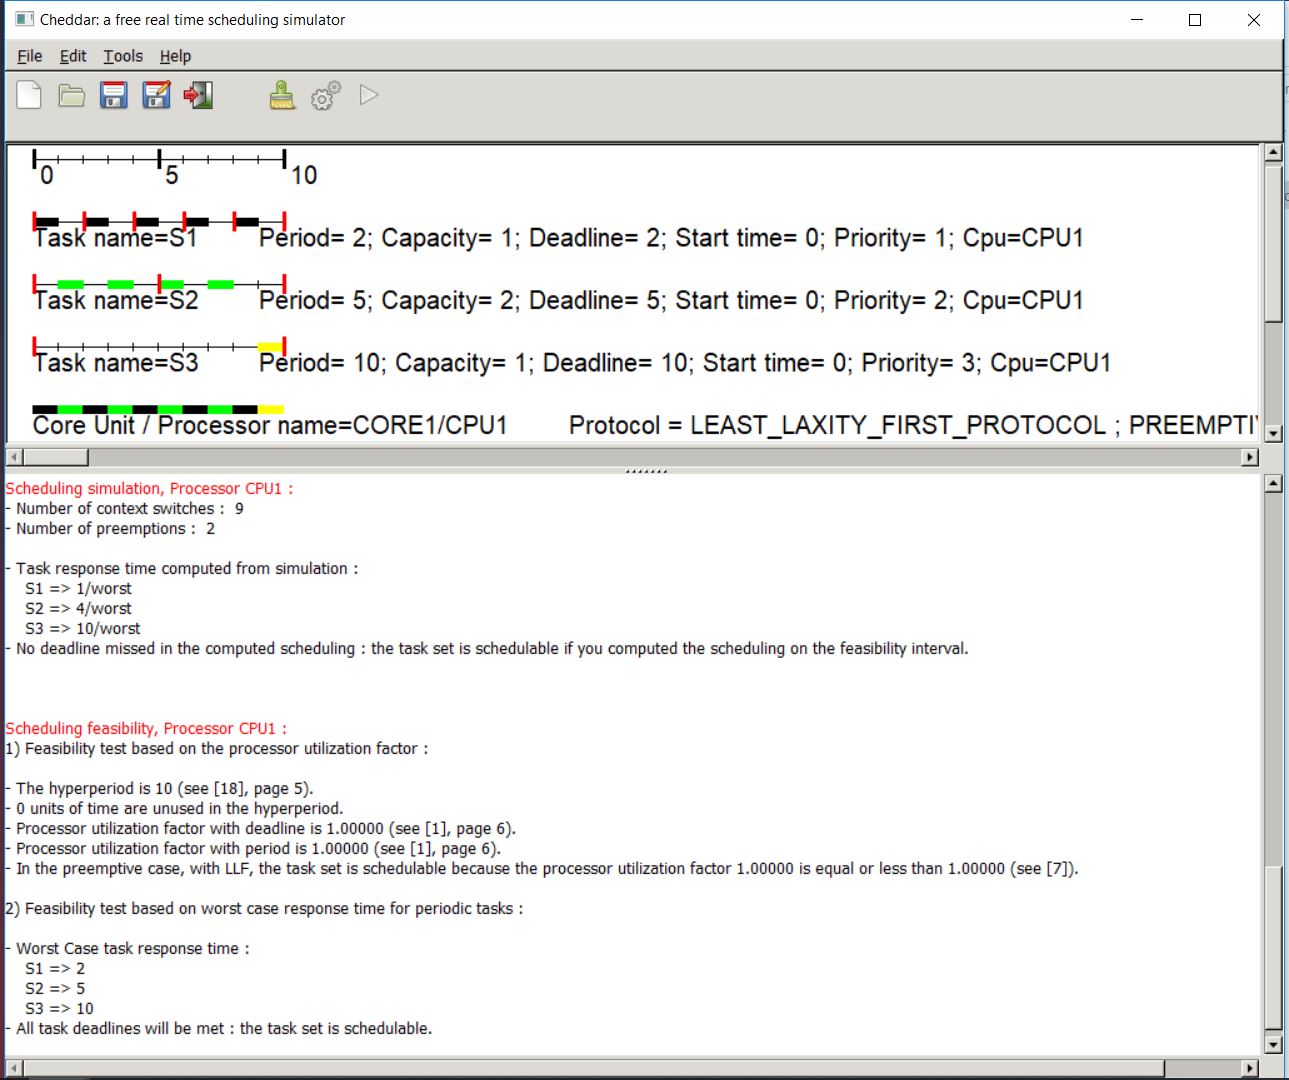 Cheddar: a free real time scheduling simulator
File Edit Tools Help
0 5 10
Task name=S1 Period= 2; Capacity= 1; Deadline= 2; Start time= 0; Priority= 1; Cpu=CPU1
Task name=S2 Period= 5; Capacity= 2; Deadline= 5; Start time= 0; Priority= 2; Cpu=CPU1
Task name=S3 Period= 10; Capacity= 1; Deadline= 10; Start time= 0; Priority= 3; Cpu=CPU1
Core Unit / Processor name=CORE1/CPU1 Protocol = LEAST_LAXITY_FIRST_PROTOCOL ; PREEMPTI
Scheduling simulation, Processor CPU1 :
- Number of context switches : 9
- Number of preemptions : 2
- Task response time computed from simulation :
S1 => 1/worst
S2 => 4/worst
S3 => 10/worst
- No deadline missed in the computed scheduling : the task set is schedulable if you computed the scheduling on the feasibility interval.
Scheduling feasibility, Processor CPU1 :
1) Feasibility test based on the processor utilization factor :
- The hyperperiod is 10 (see [18], page 5).
- 0 units of time are unused in the hyperperiod.
- Processor utilization factor with deadline is 1.00000 (see [1], page 6).
- Processor utilization factor with period is 1.00000 (see [1], page 6).
- In the preemptive case, with LLF, the task set is schedulable because the processor utilization factor 1.00000 is equal or less than 1.00000 (see [7]).
2) Feasibility test based on worst case response time for periodic tasks :
- Worst Case task response time :
S1 => 2
S2 => 5
S3 => 10
- All task deadlines will be met : the task set is schedulable.